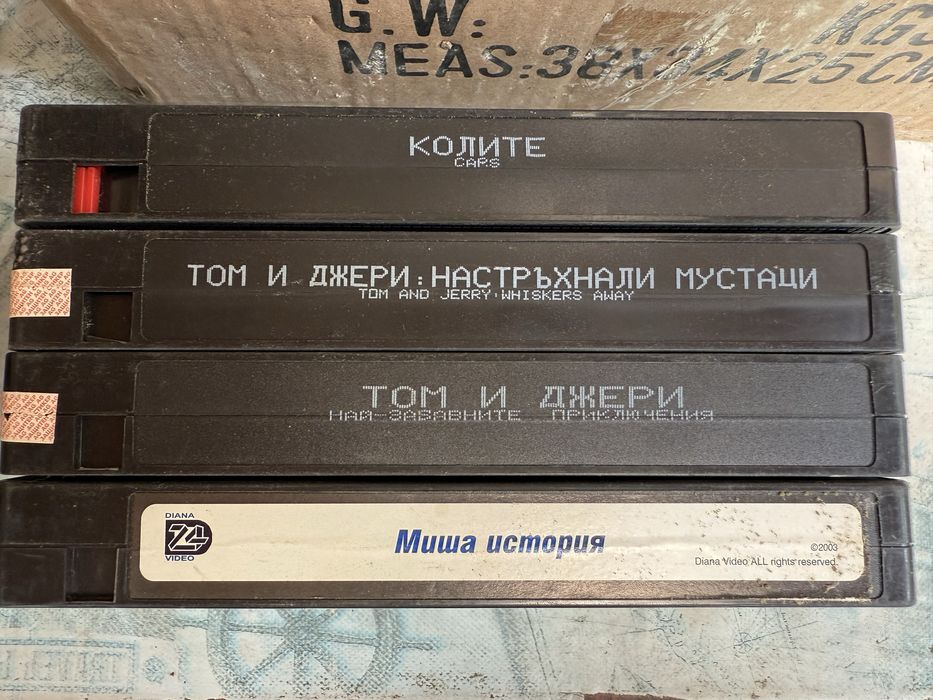 G.W: KGS
MEAS:38X34X25CM
КОЛИТЕ
CARS
ТОМ И ДЖЕРИ:НАСТРЪХНАЛИ МУСТАЦИ
TOM AND JERRY:WHISKERS AWAY
ТОМ И ДЖЕРИ
НАЙ-ЗАБАВНИТЕ ПРИКЛЮЧЕНИЯ
DIANA
VIDEO
Миша история
©2003
Diana Video ALL rights reserved.